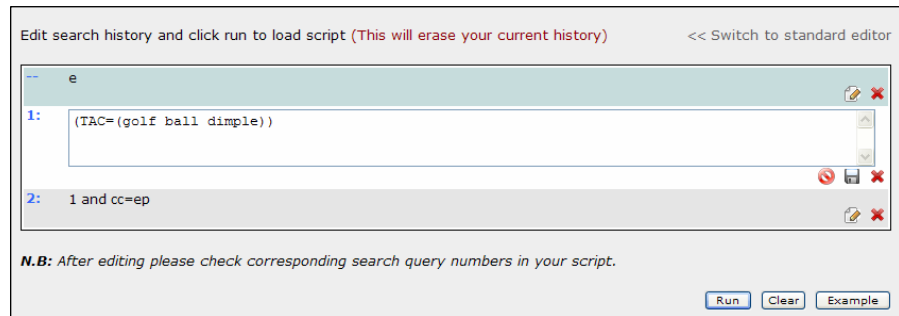 Edit search history and click run to load script (This will erase your current history) << Switch to standard editor
-- e
1: (TAC=(golf ball dimple))
2: 1 and cc=ep
N.B: After editing please check corresponding search query numbers in your script.
Run Clear Example